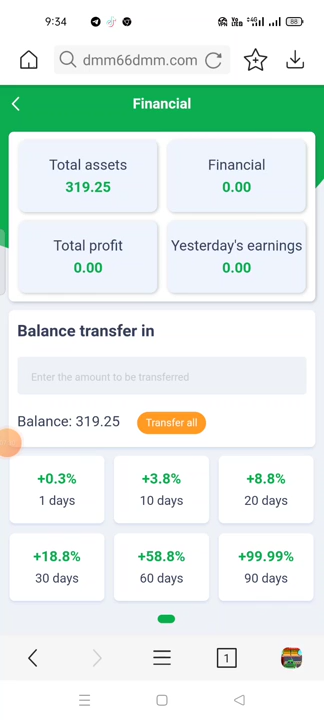 9:34
88
dmm66dmm.com
Financial
Total assets
319.25
Financial
0.00
Total profit
0.00
Yesterday's earnings
0.00
Balance transfer in
Enter the amount to be transferred
Balance: 319.25
Transfer all
+0.3%
1 days
+3.8%
10 days
+8.8%
20 days
+18.8%
30 days
+58.8%
60 days
+99.99%
90 days
1